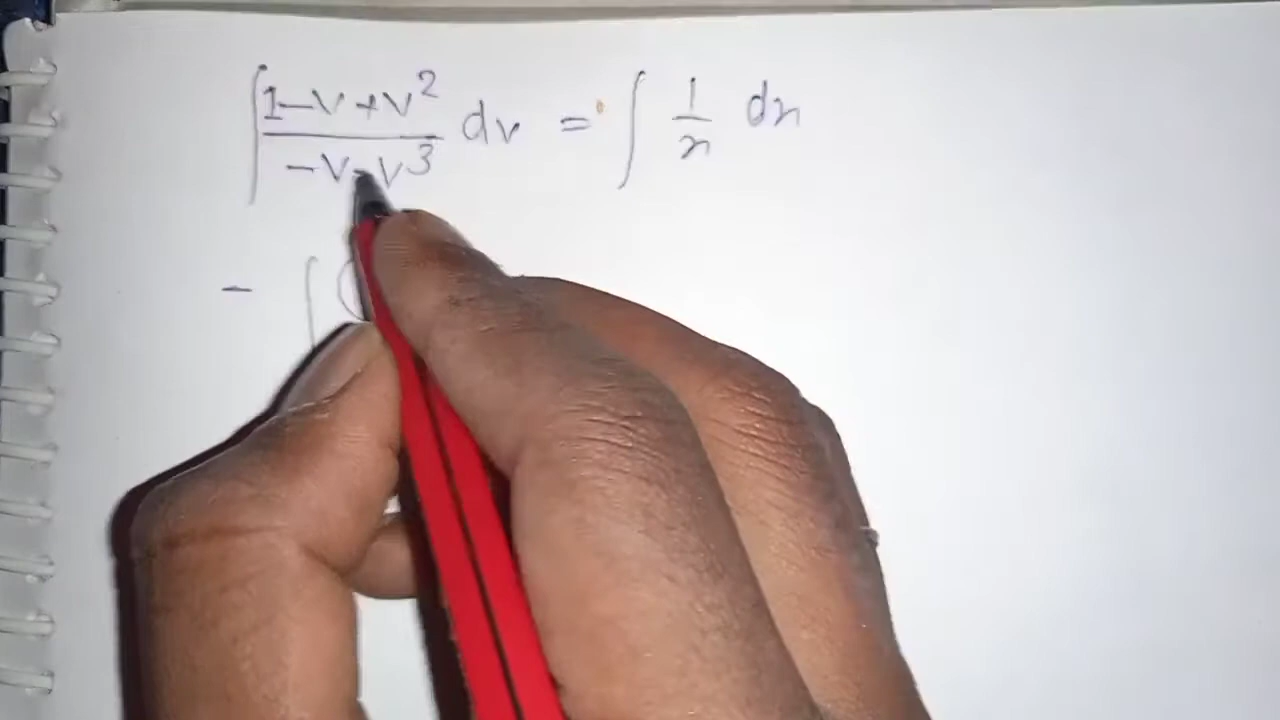 ∫ (1-v+v²)/(-v-v³) dv = ∫ 1/x dx
- ∫ (